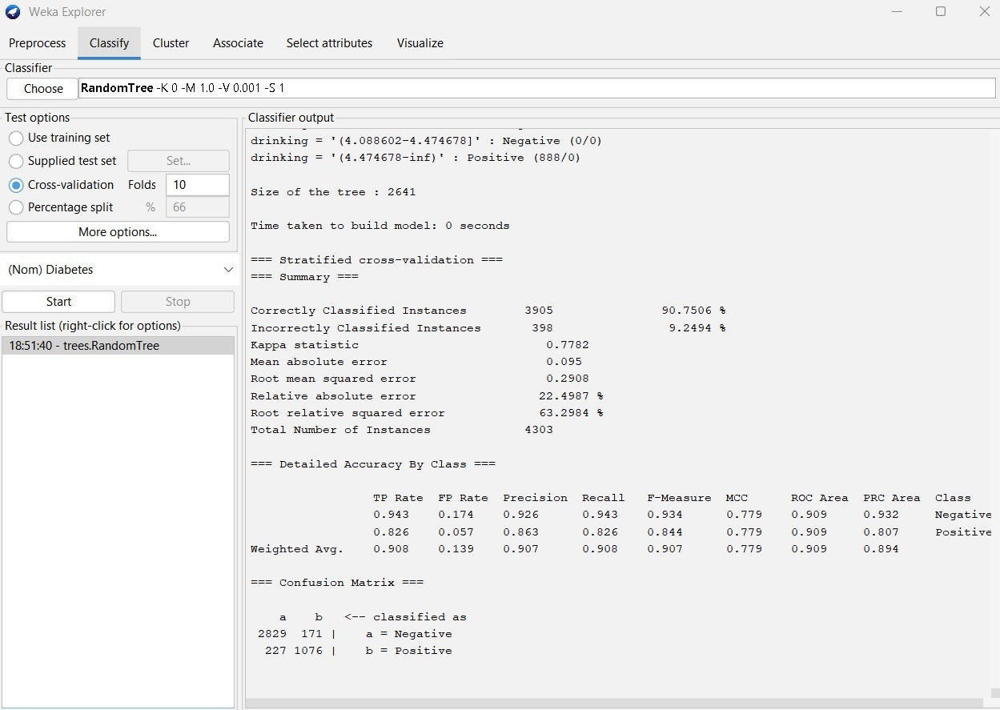 Weka Explorer
Preprocess Classify Cluster Associate Select attributes Visualize
Classifier
Choose RandomTree -K 0 -M 1.0 -V 0.001 -S 1
Test options
Use training set
Supplied test set Set...
Cross-validation Folds 10
Percentage split % 66
More options...
(Nom) Diabetes
Start Stop
Result list (right-click for options)
18:51:40 - trees.RandomTree
Classifier output
drinking = '(4.088602-4.474678]' : Negative (0/0)
drinking = '(4.474678-inf)' : Positive (888/0)
Size of the tree : 2641
Time taken to build model: 0 seconds
=== Stratified cross-validation ===
=== Summary ===
Correctly Classified Instances 3905 90.7506 %
Incorrectly Classified Instances 398 9.2494 %
Kappa statistic 0.7782
Mean absolute error 0.095
Root mean squared error 0.2908
Relative absolute error 22.4987 %
Root relative squared error 63.2984 %
Total Number of Instances 4303
=== Detailed Accuracy By Class ===
TP Rate FP Rate Precision Recall F-Measure MCC ROC Area PRC Area Class
0.943 0.174 0.926 0.943 0.934 0.779 0.909 0.932 Negative
0.826 0.057 0.863 0.826 0.844 0.779 0.909 0.807 Positive
Weighted Avg. 0.908 0.139 0.907 0.908 0.907 0.779 0.909 0.894
=== Confusion Matrix ===
a b <-- classified as
2829 171 | a = Negative
227 1076 | b = Positive